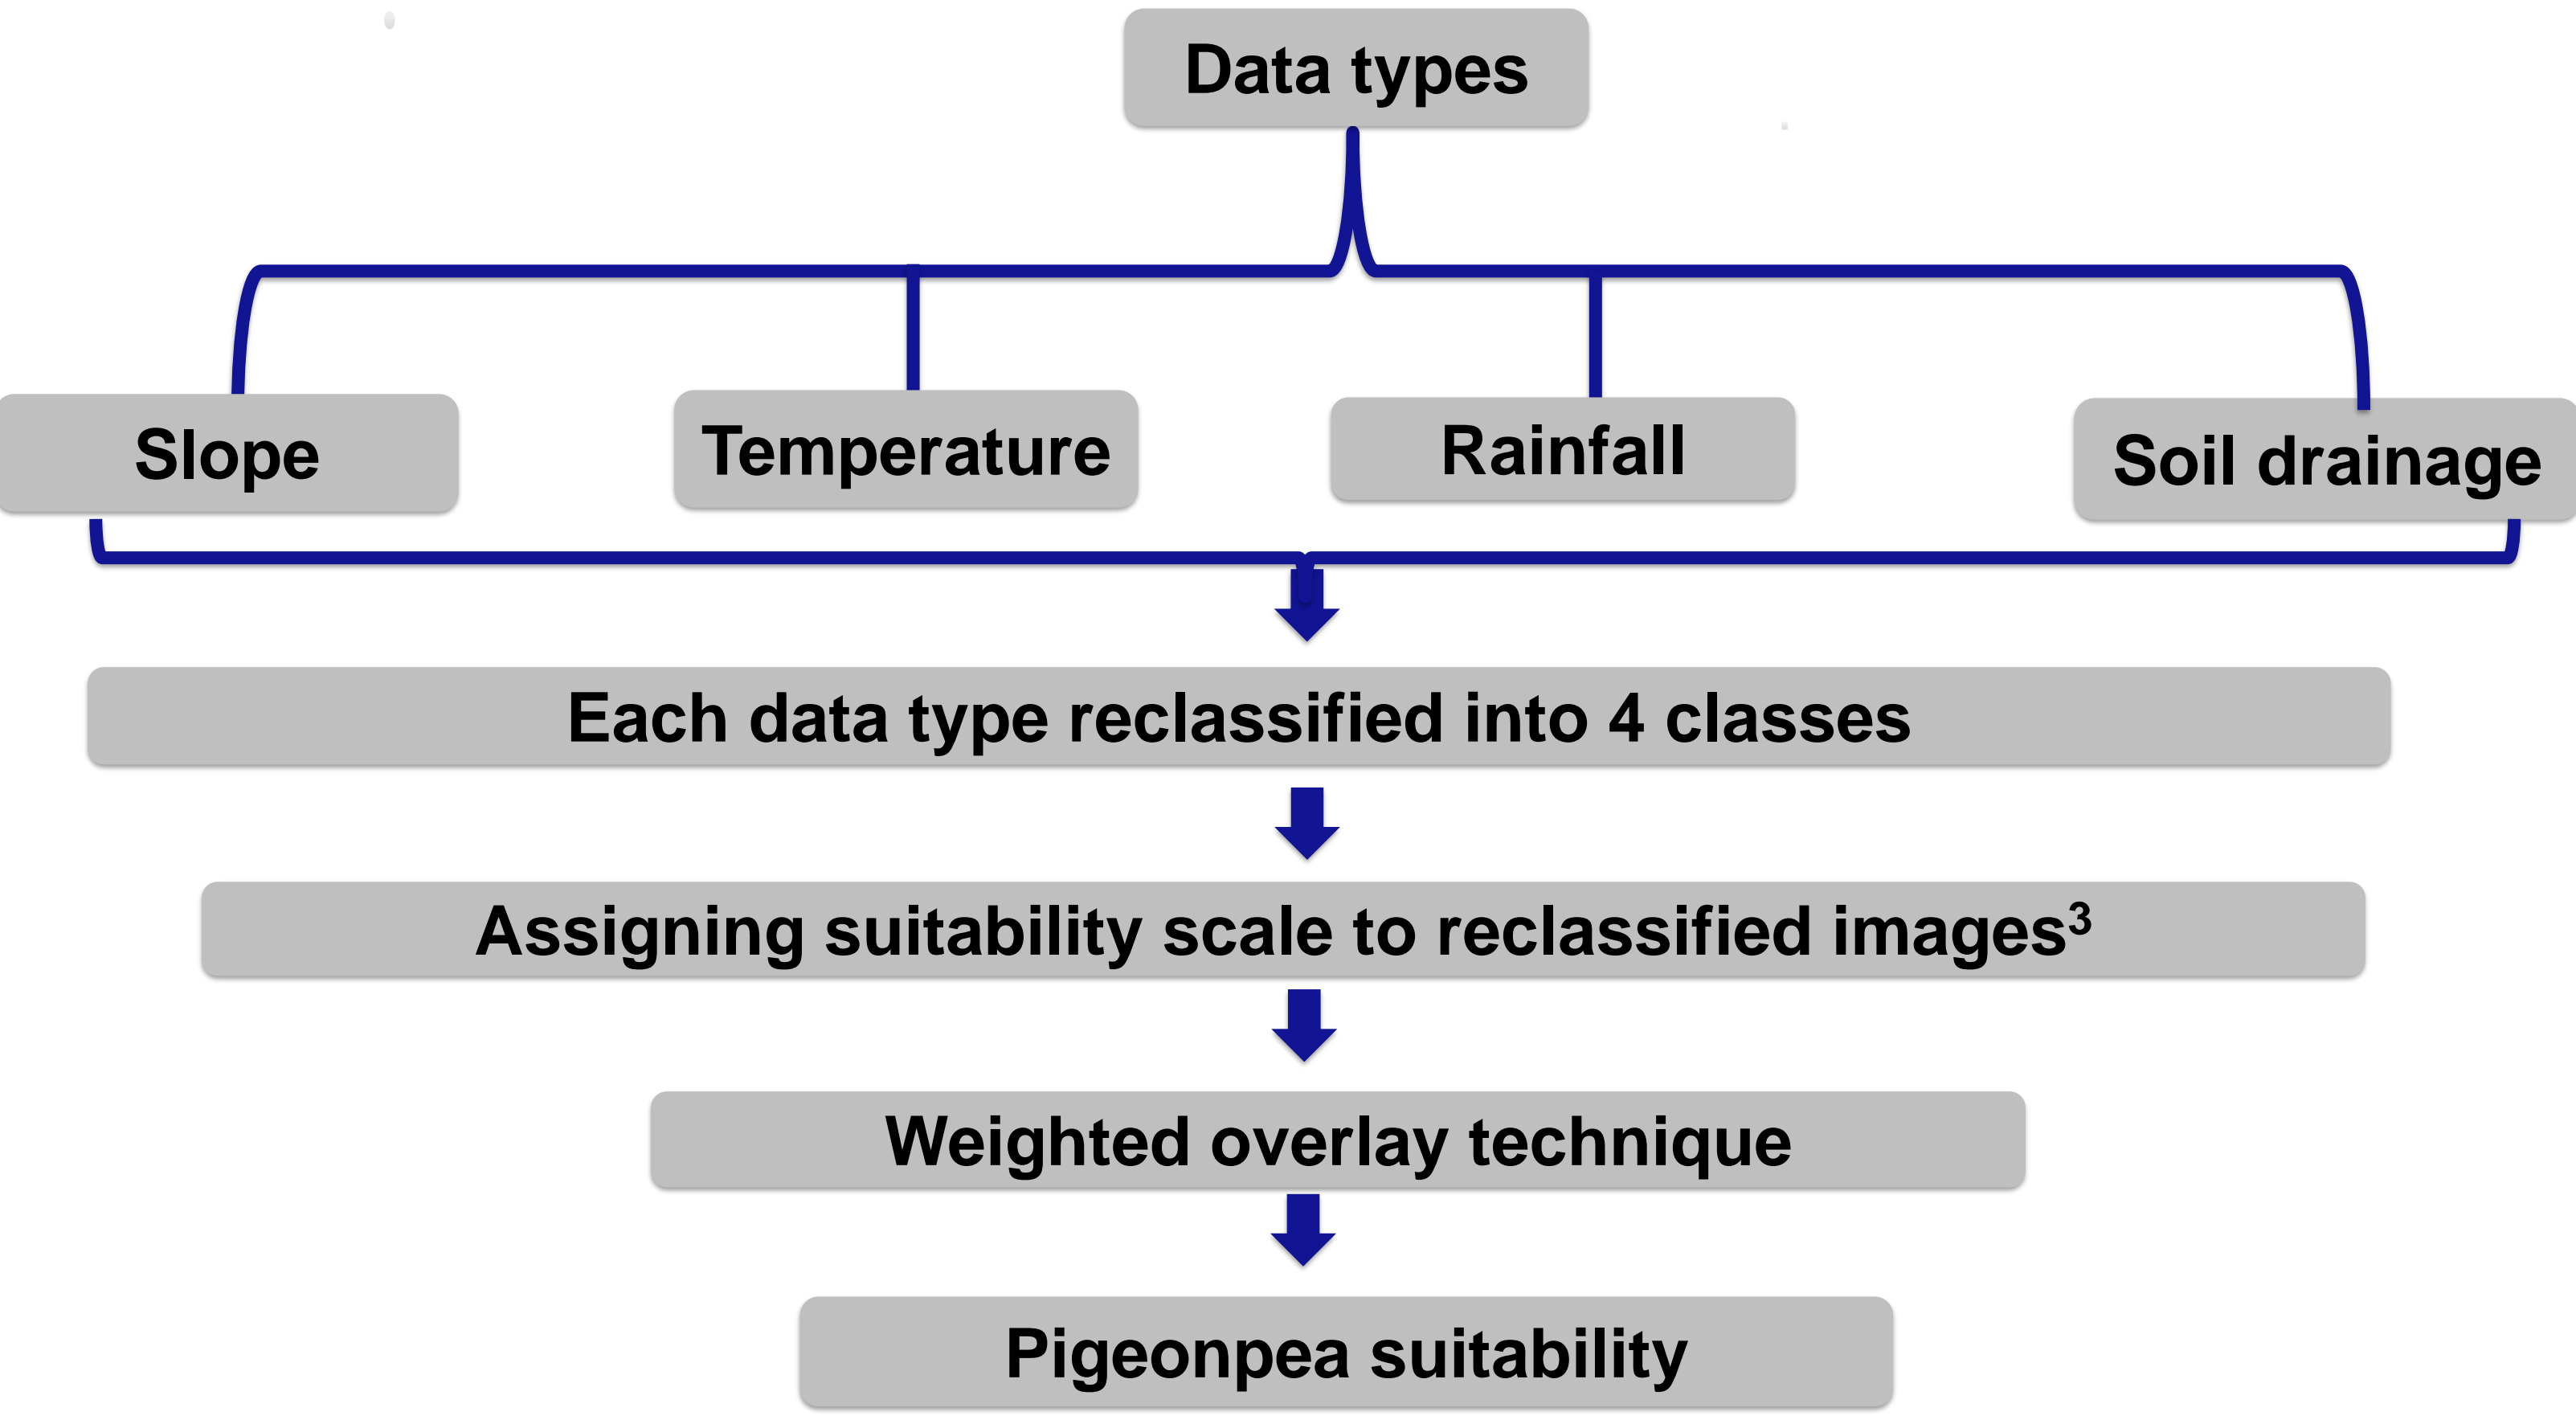 Data types
Slope
Temperature
Rainfall
Soil drainage
Each data type reclassified into 4 classes
Assigning suitability scale to reclassified images³
Weighted overlay technique
Pigeonpea suitability